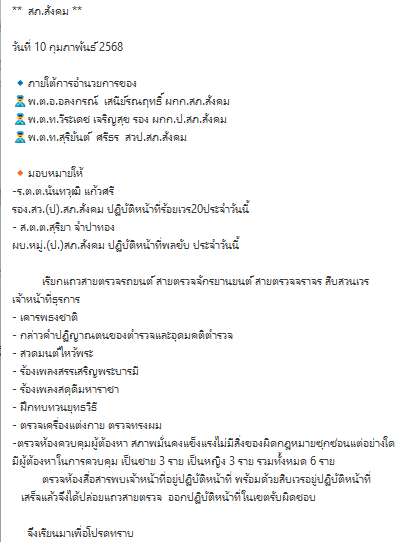 ** สภ.สังคม **
วันที่ 10 กุมภาพันธ์ 2568
🔹ภายใต้การอำนวยการของ
👮พ.ต.อ.อลงกรณ์ เสนีย์รณฤทธิ์ ผกก.สภ.สังคม
👮พ.ต.ท.วีระเดช เจริญสุข รอง ผกก.ป.สภ.สังคม
👮พ.ต.ท.สุริยันต์ ศรีธร สวป.สภ.สังคม
🔸มอบหมายให้
-ร.ต.ต.นันทวุฒิ แก้วศรี
รอง.สว.(ป).สภ.สังคม ปฏิบัติหน้าที่ร้อยเวร20ประจำวันนี้
- ส.ต.ต.สุริยา จำปาทอง
ผบ.หมู่.(ป.)สภ.สังคม ปฏิบัติหน้าที่พลขับ ประจำวันนี้
เรียกแถวสายตรวจรถยนต์ สายตรวจจักรยานยนต์ สายตรวจจราจร สืบสวนเวร
เจ้าหน้าที่ธุรการ
- เคารพธงชาติ
- กล่าวคำปฏิญาณตนของตำรวจและอุดมคติตำรวจ
- สวดมนต์ไหว้พระ
- ร้องเพลงสรรเสริญพระบารมี
- ร้องเพลงสดุดีมหาราชา
- ฝึกทบทวนยุทธวิธี
- ตรวจเครื่องแต่งกาย ตรวจทรงผม
-ตรวจห้องควบคุมผู้ต้องหา สภาพมั่นคงแข็งแรงไม่มีสิ่งของผิดกฎหมายซุกซ่อนแต่อย่างใด
มีผู้ต้องหาในการควบคุม เป็นชาย 3 ราย เป็นหญิง 3 ราย รวมทั้งหมด 6 ราย
ตรวจห้องสื่อสารพบเจ้าหน้าที่อยู่ปฏิบัติหน้าที่ พร้อมด้วยสิบเวรอยู่ปฏิบัติหน้าที่
เสร็จแล้วจึงได้ปล่อยแถวสายตรวจ ออกปฏิบัติหน้าที่ในเขตรับผิดชอบ
จึงเรียนมาเพื่อโปรดทราบ